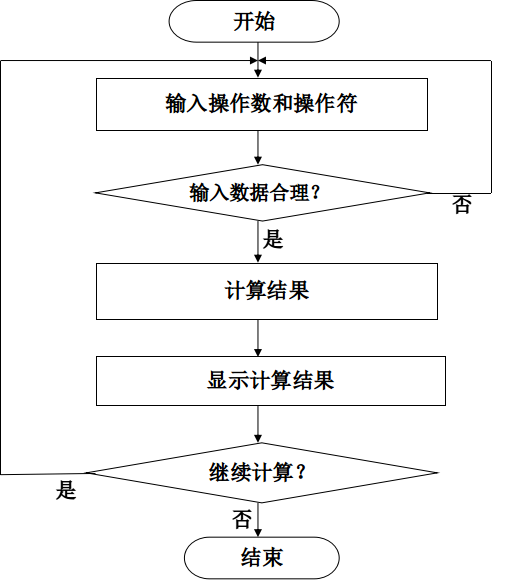 开始
输入操作数和操作符
输入数据合理？
否
是
计算结果
显示计算结果
继续计算？
是
否
结束